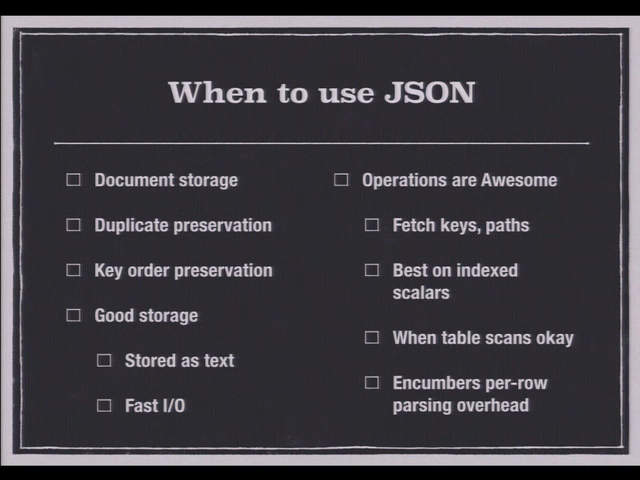 When to use JSON
Document storage
Duplicate preservation
Key order preservation
Good storage
Stored as text
Fast I/O
Operations are Awesome
Fetch keys, paths
Best on indexed
scalars
When table scans okay
Encumbers per-row
parsing overhead